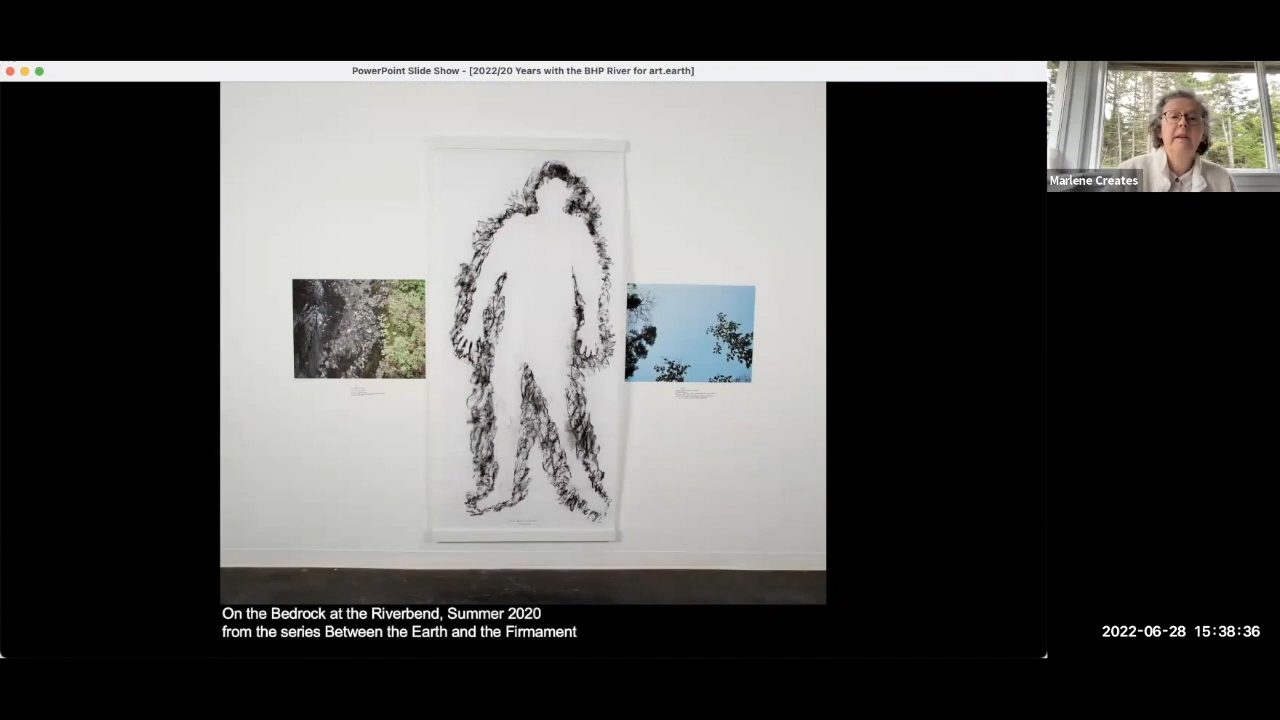 PowerPoint Slide Show - [2022/20 Years with the BHP River for art.earth]
Marlene Creates
On the Bedrock at the Riverbend, Summer 2020
from the series Between the Earth and the Firmament
2022-06-28 15:38:36